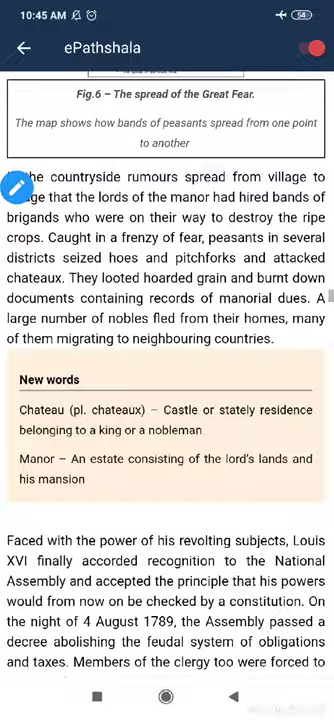 10:45 AM
54
ePathshala
Fig.6 – The spread of the Great Fear.
The map shows how bands of peasants spread from one point
to another
the countryside rumours spread from village to
that the lords of the manor had hired bands of
brigands who were on their way to destroy the ripe
crops. Caught in a frenzy of fear, peasants in several
districts seized hoes and pitchforks and attacked
chateaux. They looted hoarded grain and burnt down
documents containing records of manorial dues. A
large number of nobles fled from their homes, many
of them migrating to neighbouring countries.
New words
Chateau (pl. chateaux) – Castle or stately residence
belonging to a king or a nobleman
Manor – An estate consisting of the lord's lands and
his mansion
Faced with the power of his revolting subjects, Louis
XVI finally accorded recognition to the National
Assembly and accepted the principle that his powers
would from now on be checked by a constitution. On
the night of 4 August 1789, the Assembly passed a
decree abolishing the feudal system of obligations
and taxes. Members of the clergy too were forced to